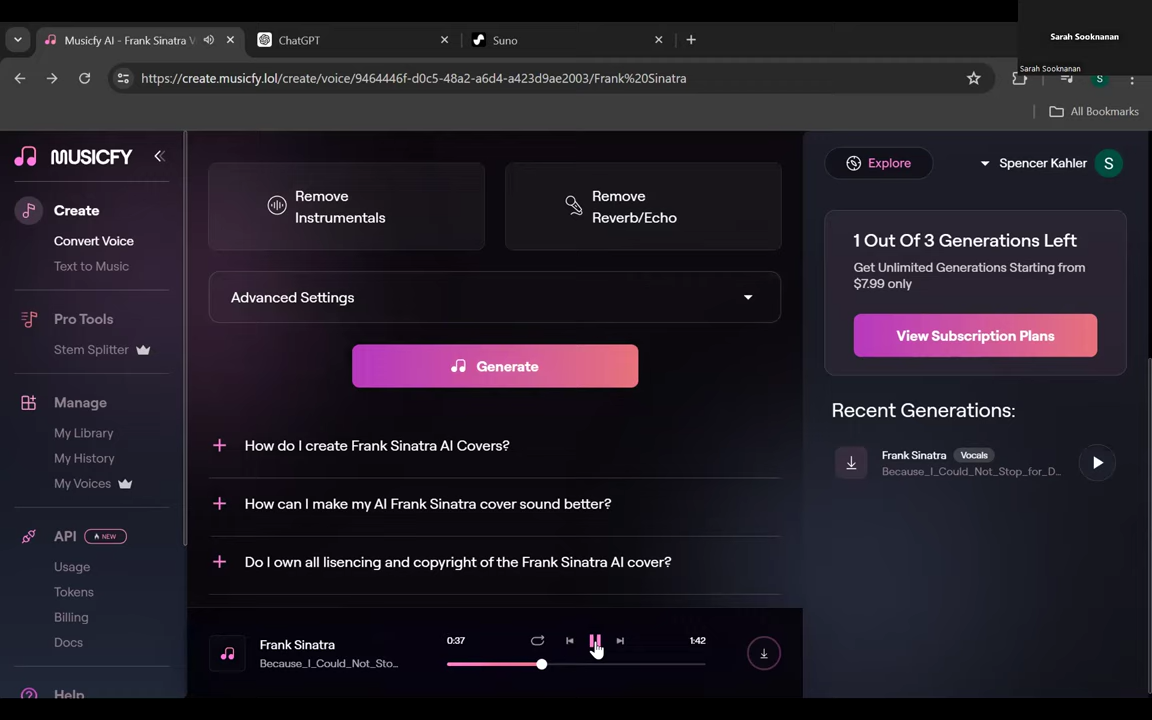 Musicfy AI - Frank Sinatra V
ChatGPT
Suno
Sarah Sooknanan
Sarah Sooknanan
https://create.musicfy.lol/create/voice/9464446f-d0c5-48a2-a6d4-a423d9ae2003/Frank%20Sinatra
S
All Bookmarks
MUSICFY
Create
Convert Voice
Text to Music
Pro Tools
Stem Splitter
Manage
My Library
My History
My Voices
API
NEW
Usage
Tokens
Billing
Docs
Help
Remove
Instrumentals
Remove
Reverb/Echo
Advanced Settings
Generate
How do I create Frank Sinatra AI Covers?
How can I make my AI Frank Sinatra cover sound better?
Do I own all lisencing and copyright of the Frank Sinatra AI cover?
Frank Sinatra
Because_I_Could_Not_Sto...
0:37
1:42
Explore
Spencer Kahler
S
1 Out Of 3 Generations Left
Get Unlimited Generations Starting from
$7.99 only
View Subscription Plans
Recent Generations:
Frank Sinatra
Vocals
Because_I_Could_Not_Stop_for_D...